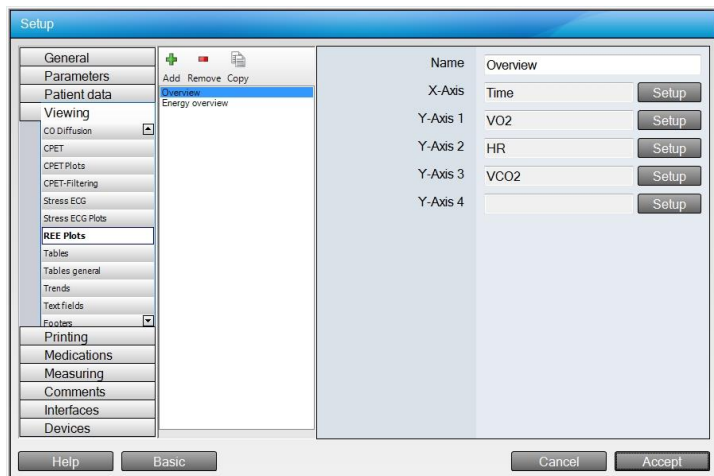 Setup
General
Parameters
Patient data
Viewing
CO Diffusion
CPET
CPET Plots
CPET-Filtering
Stress ECG
Stress ECG Plots
REE Plots
Tables
Tables general
Trends
Text fields
Footers
Printing
Medications
Measuring
Comments
Interfaces
Devices
Add Remove Copy
Overview
Energy overview
Name Overview
X-Axis Time Setup
Y-Axis 1 VO2 Setup
Y-Axis 2 HR Setup
Y-Axis 3 VCO2 Setup
Y-Axis 4 Setup
Help Basic Cancel Accept